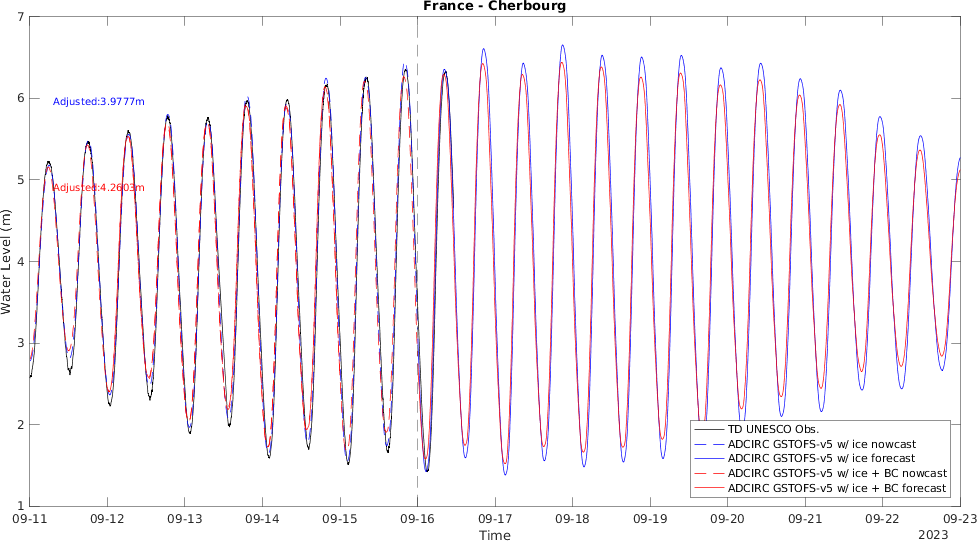 France - Cherbourg
7
6
5
4
3
2
1
Water Level (m)
Adjusted:3.9777m
Adjusted:4.2603m
TD UNESCO Obs.
ADCIRC GSTOFS-v5 w/ ice nowcast
ADCIRC GSTOFS-v5 w/ ice forecast
ADCIRC GSTOFS-v5 w/ ice + BC nowcast
ADCIRC GSTOFS-v5 w/ ice + BC forecast
09-11 09-12 09-13 09-14 09-15 09-16 09-17 09-18 09-19 09-20 09-21 09-22 09-23
Time
2023